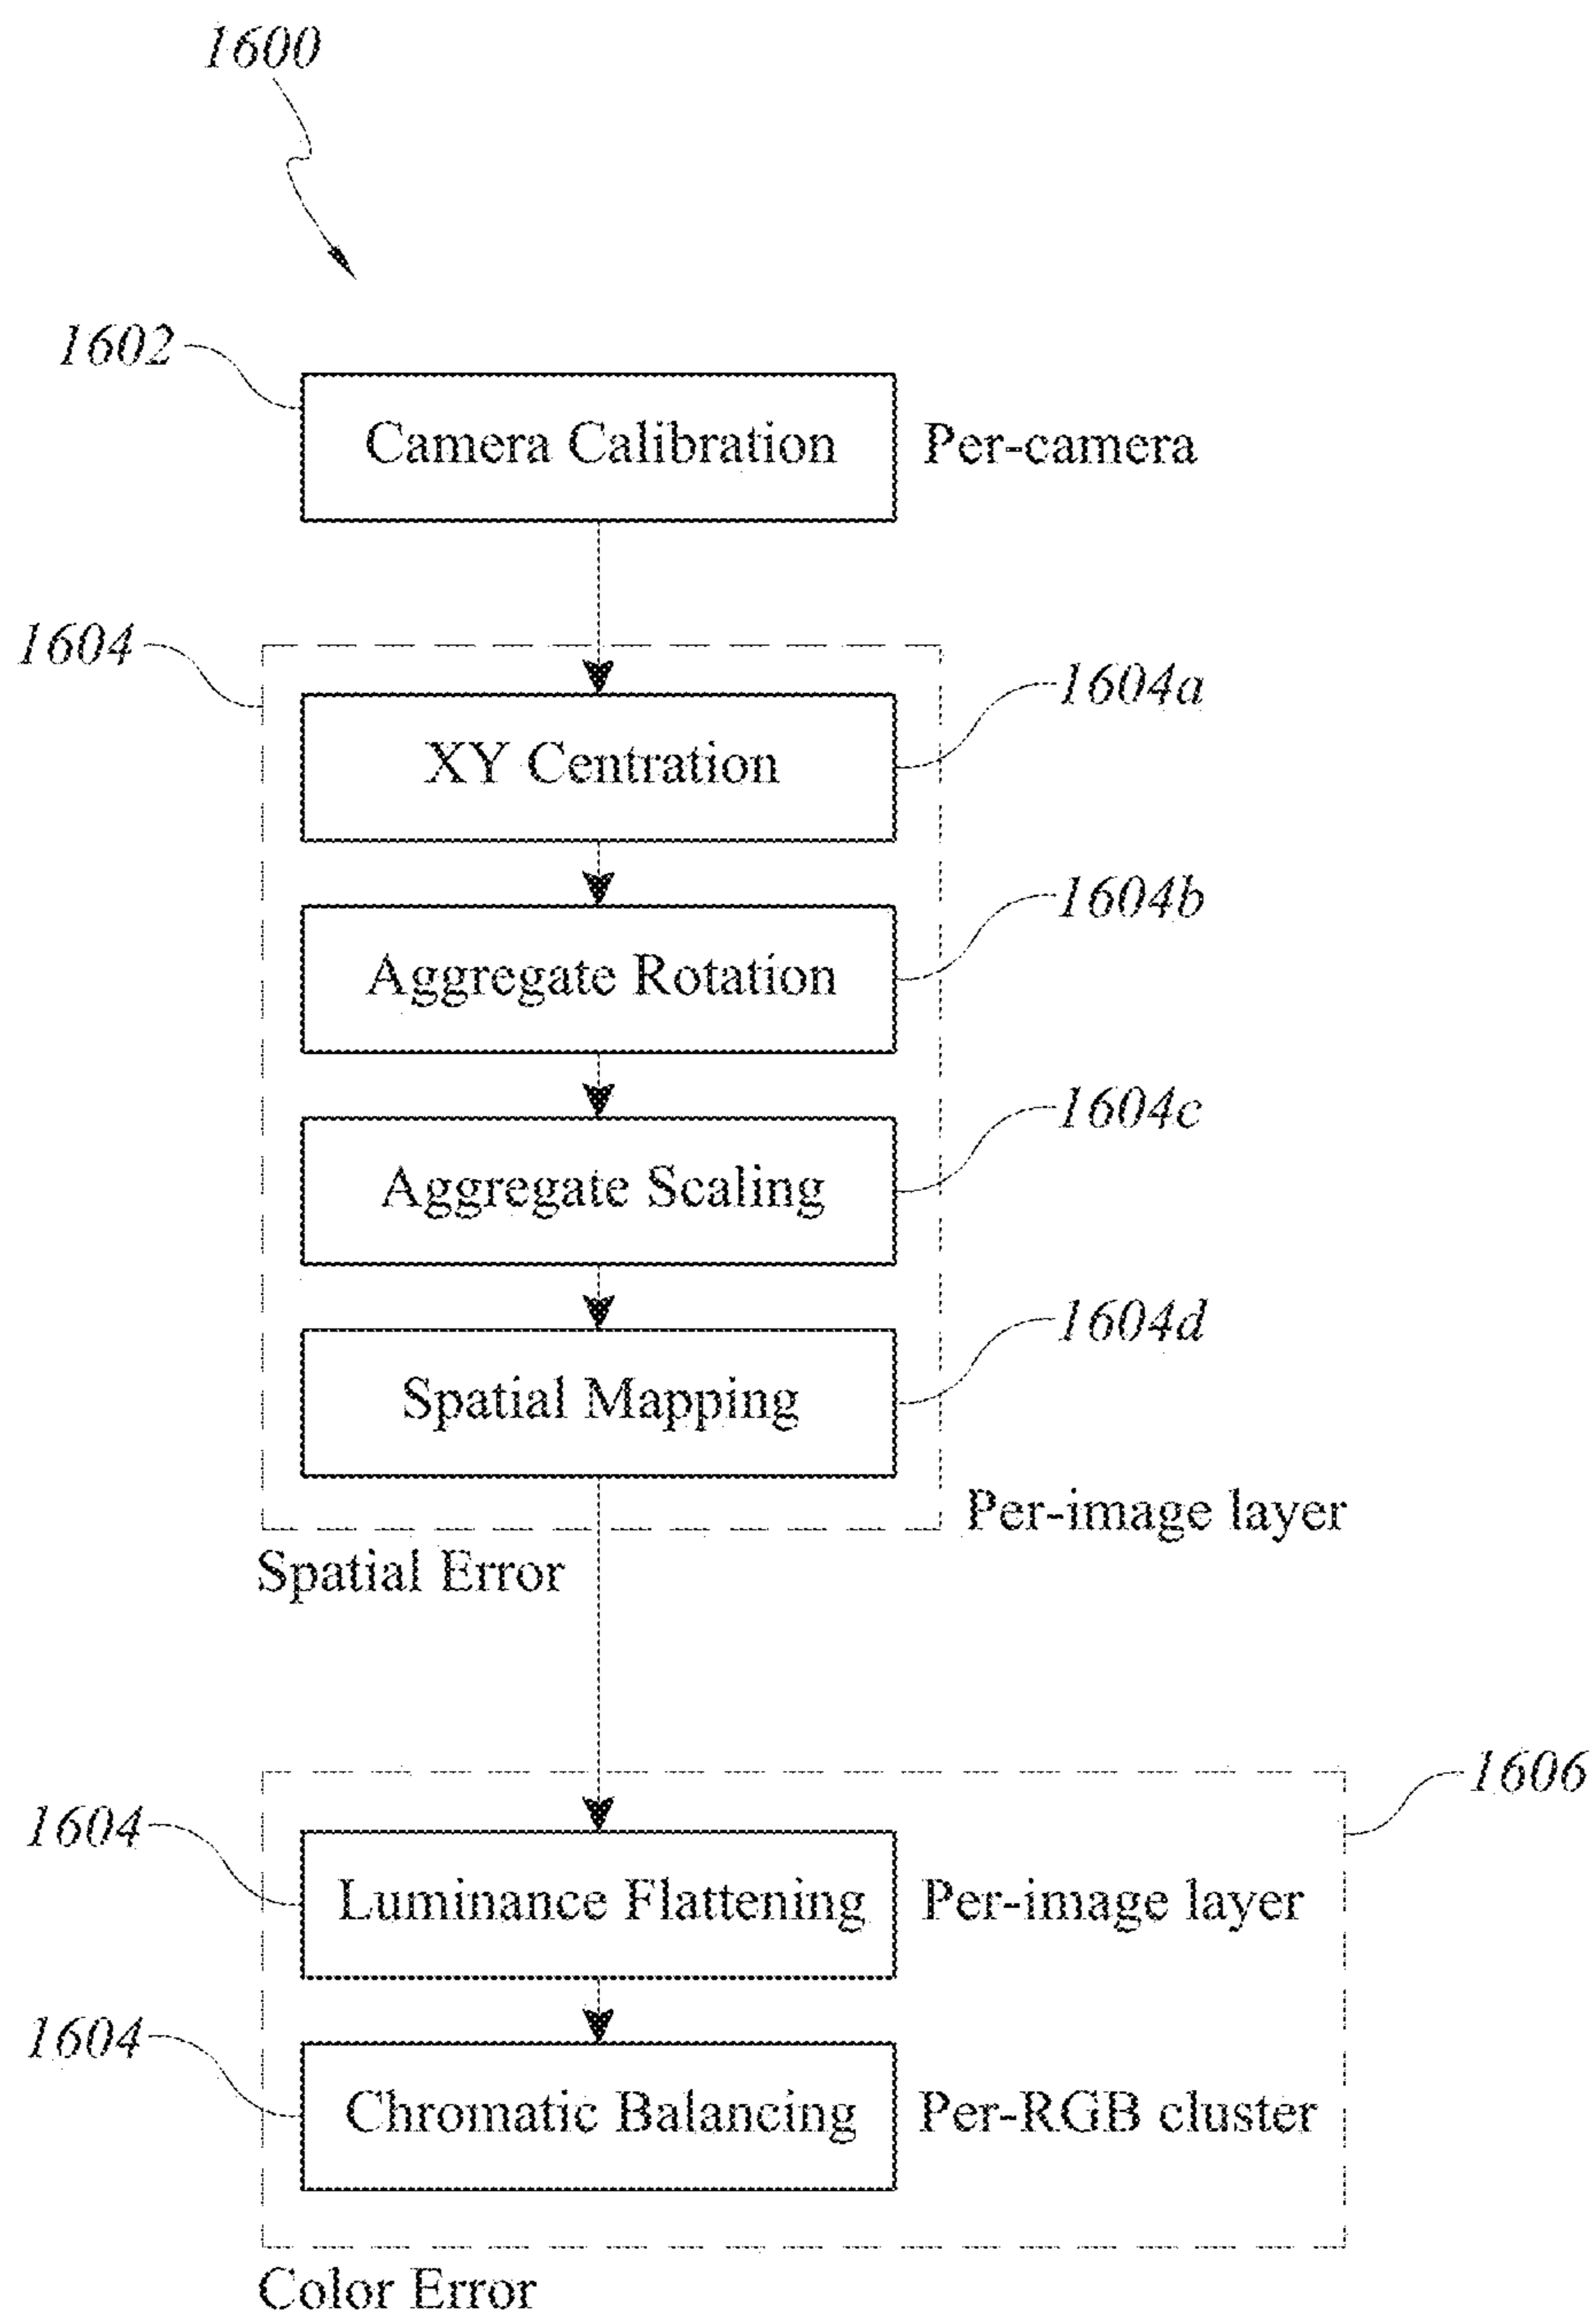 1600
1602
Camera Calibration
Per-camera
1604
1604a
XY Centration
1604b
Aggregate Rotation
1604c
Aggregate Scaling
1604d
Spatial Mapping
Per-image layer
Spatial Error
1606
1604
Luminance Flattening
Per-image layer
1604
Chromatic Balancing
Per-RGB cluster
Color Error